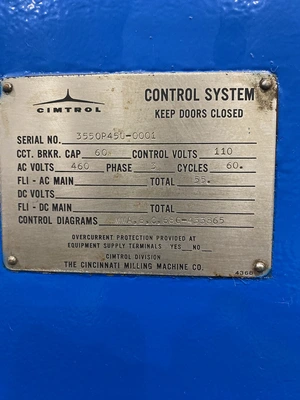 CIMTROL
CONTROL SYSTEM
KEEP DOORS CLOSED
SERIAL NO. 3550P450-0001
CCT. BRKR. CAP 60 CONTROL VOLTS 110
AC VOLTS 460 PHASE CYCLES 60.
FLI - AC MAIN TOTAL 55.
DC VOLTS
FLI - DC MAIN TOTAL
CONTROL DIAGRAMS
OVERCURRENT PROTECTION PROVIDED AT
EQUIPMENT SUPPLY TERMINALS YES NO
CIMTROL DIVISION
THE CINCINNATI MILLING MACHINE CO.